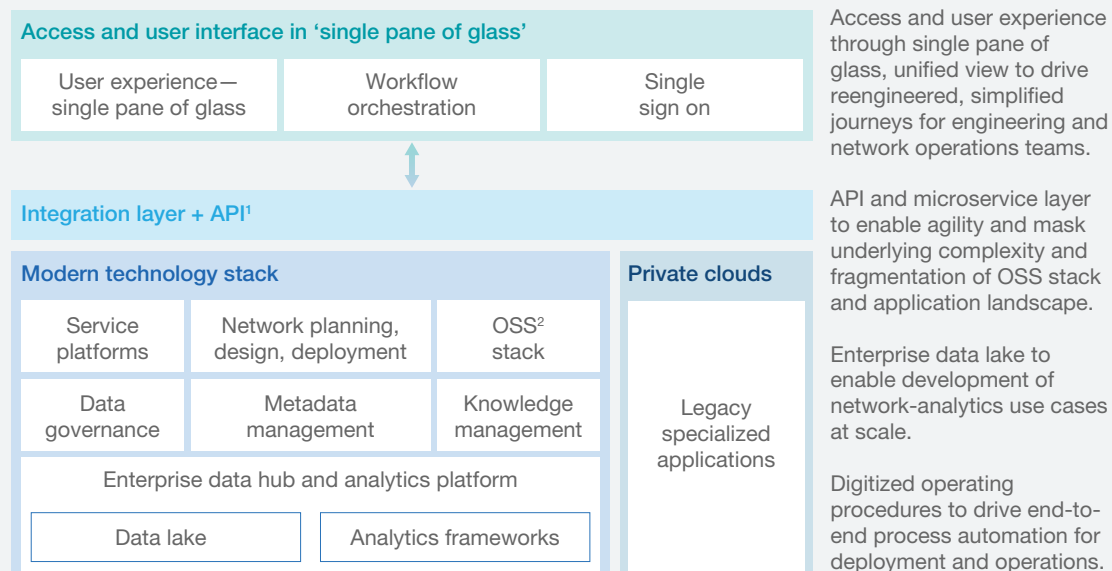 Access and user interface in ‘single pane of glass’
User experience—
single pane of glass
Workflow
orchestration
Single
sign on
Integration layer + API¹
Modern technology stack
Service
platforms
Network planning,
design, deployment
OSS²
stack
Data
governance
Metadata
management
Knowledge
management
Enterprise data hub and analytics platform
Data lake
Analytics frameworks
Private clouds
Legacy
specialized
applications
Access and user experience
through single pane of
glass, unified view to drive
reengineered, simplified
journeys for engineering and
network operations teams.
API and microservice layer
to enable agility and mask
underlying complexity and
fragmentation of OSS stack
and application landscape.
Enterprise data lake to
enable development of
network-analytics use cases
at scale.
Digitized operating
procedures to drive end-to-
end process automation for
deployment and operations.